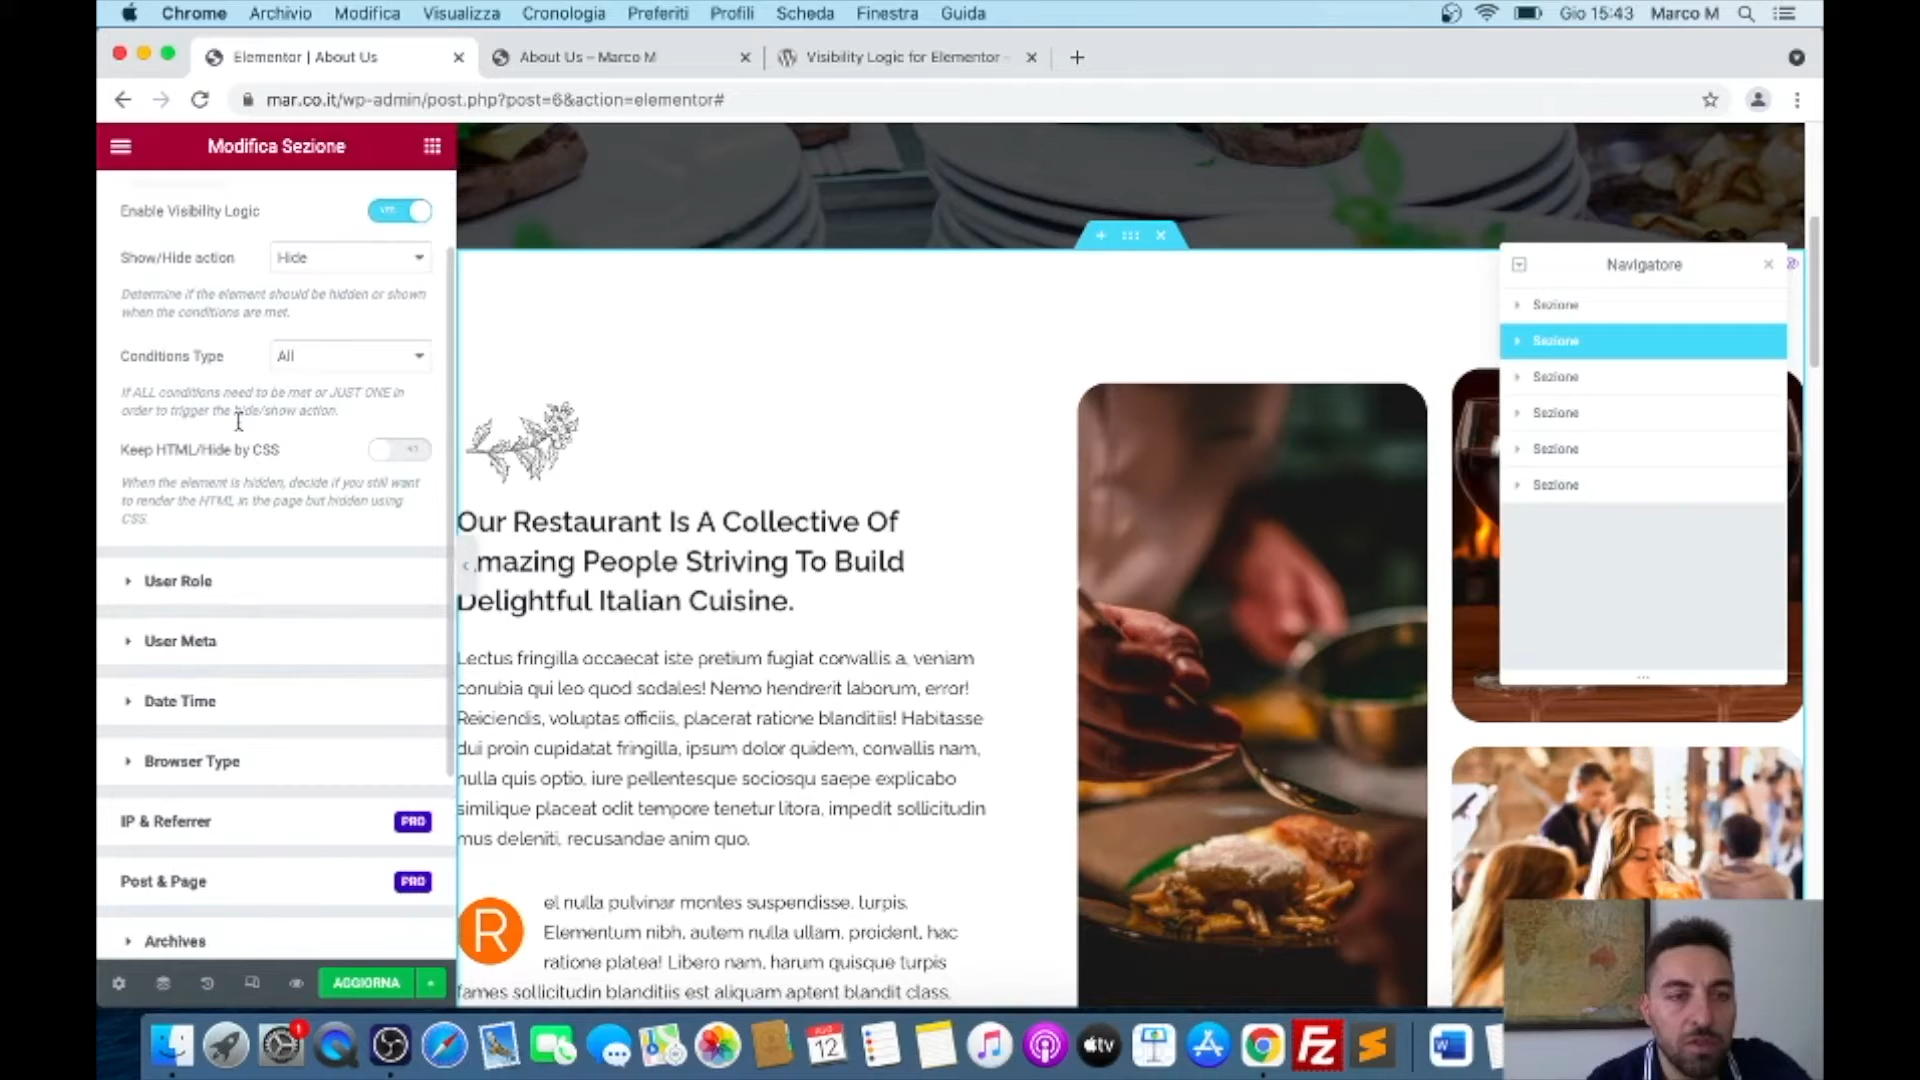 Chrome Archivio Modifica Visualizza Cronologia Preferiti Profili Scheda Finestra Guida Gio 15:43 Marco M
Elementor | About Us About Us – Marco M Visibility Logic for Elementor –
mar.co.it/wp-admin/post.php?post=6&action=elementor#
Modifica Sezione
Enable Visibility Logic YES
Show/Hide action Hide
Determine if the element should be hidden or shown
when the conditions are met.
Conditions Type All
If ALL conditions need to be met or JUST ONE in
order to trigger the hide/show action.
Keep HTML/Hide by CSS
When the element is hidden, decide if you still want
to render the HTML in the page but hidden using
CSS.
User Role
User Meta
Date Time
Browser Type
IP & Referrer PRO
Post & Page PRO
Archives
AGGIORNA
Our Restaurant Is A Collective Of
mazing People Striving To Build
Delightful Italian Cuisine.
Lectus fringilla occaecat iste pretium fugiat convallis a, veniam
conubia qui leo quod sodales! Nemo hendrerit laborum, error!
Reiciendis, voluptas officiis, placerat ratione blanditiis! Habitasse
dui proin cupidatat fringilla, ipsum dolor quidem, convallis nam,
nulla quis optio, iure pellentesque sociosqu saepe explicabo
similique placeat odit tempore tenetur litora, impedit sollicitudin
mus deleniti, recusandae anim quo.
R
el nulla pulvinar montes suspendisse, turpis.
Elementum nibh, autem nulla ullam, proident, hac
ratione platea! Libero nam, harum quisque turpis
fames sollicitudin blanditiis est aliquam aptent blandit class,
Navigatore
Sezione
Sezione
Sezione
Sezione
Sezione
Sezione
1
12
tv
Fz
W